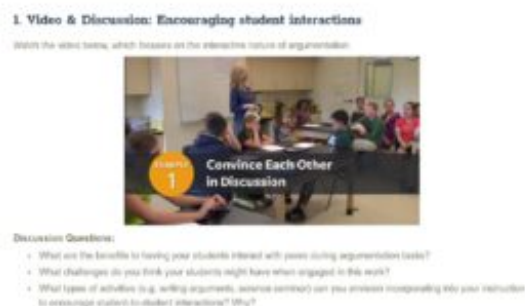 1. Video & Discussion: Encouraging student interactions
Watch the video below, which focuses on the interactive nature of argumentation
EXAMPLE
1
Convince Each Other
in Discussion
Discussion Questions:
What are the benefits to having your students interact with peers during argumentation tasks?
What challenges do you think your students might have when engaged in this work?
What types of activities (e.g. writing arguments, science seminar) can you envision incorporating into your instruction
to encourage student-to-student interactions? Why?